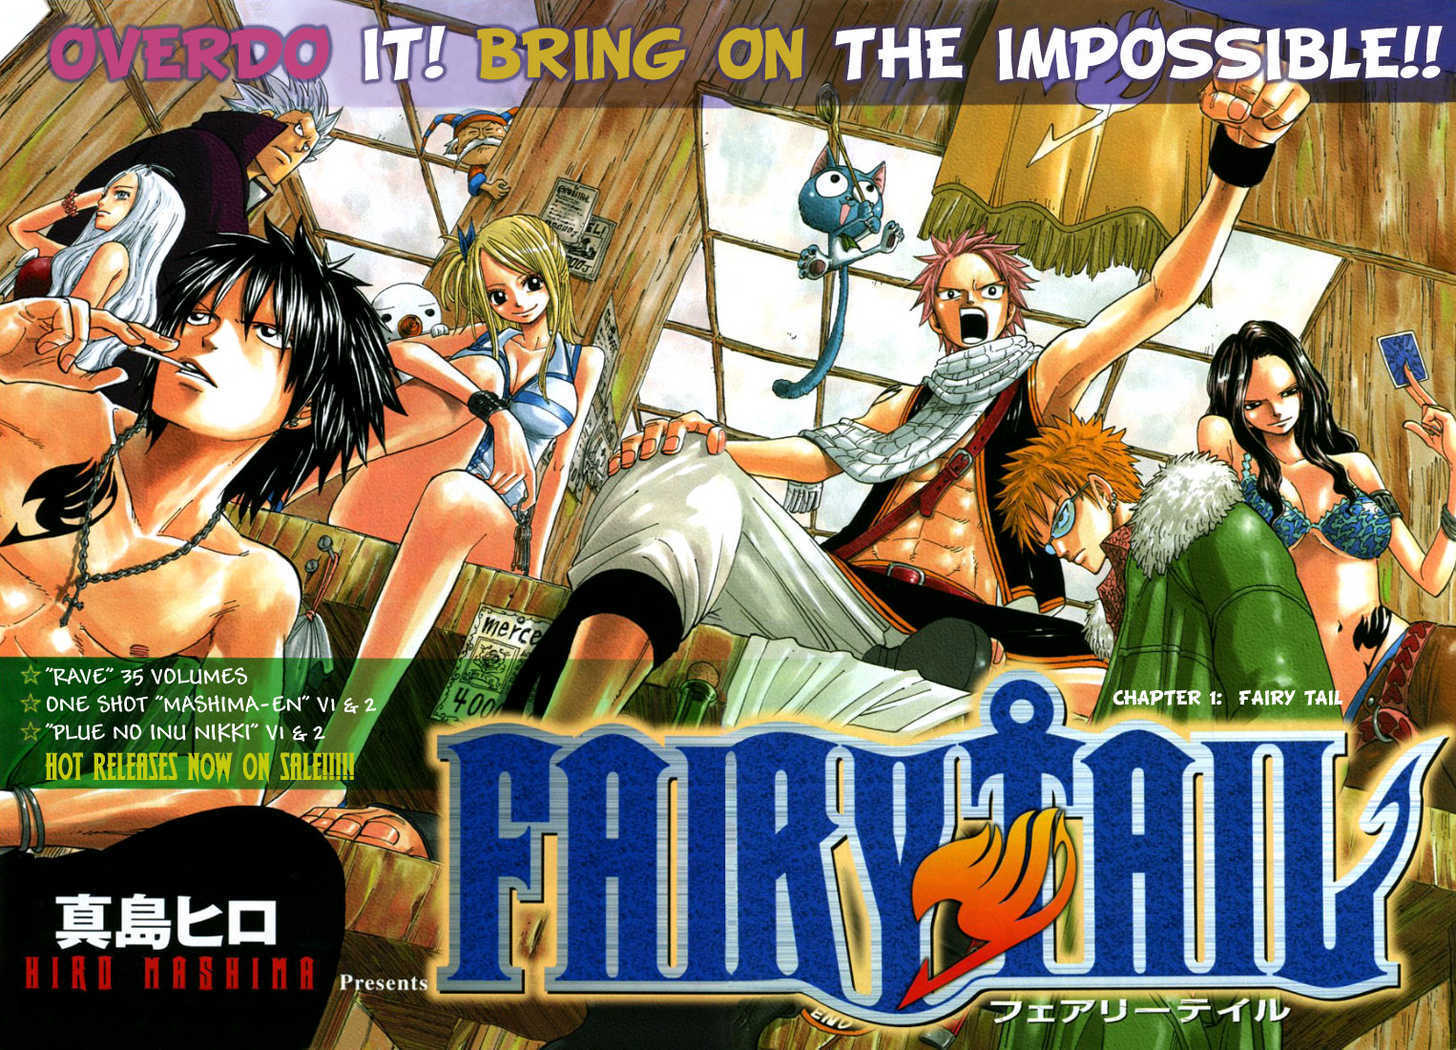 OVERDO IT! BRING ON THE IMPOSSIBLE!!
merce
400
☆"RAVE" 35 VOLUMES
☆ONE SHOT "MASHIMA-EN" V1 & 2
☆"PLUE NO INU NIKKI" V1 & 2
HOT RELEASES NOW ON SALE!!!!!
CHAPTER 1: FAIRY TAIL
FAIRY TAIL
真島ヒロ
HIRO MASHIMA
Presents
フェアリーテイル